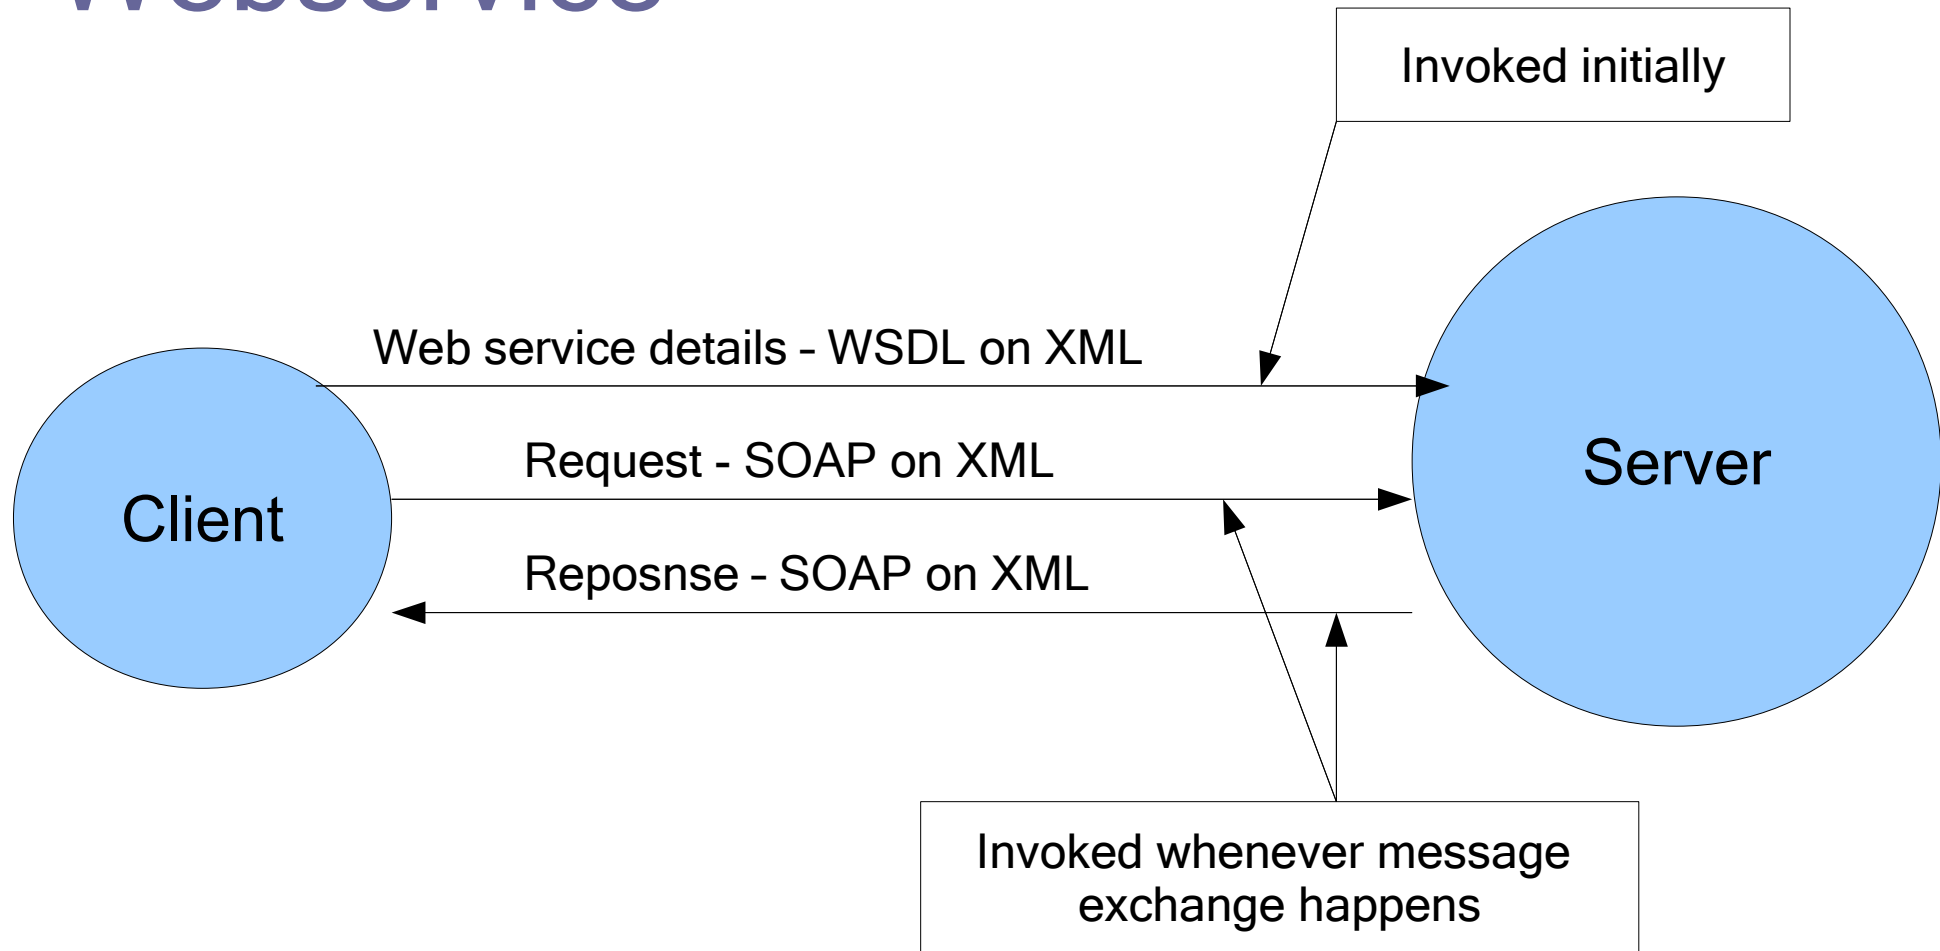 Webservice
Invoked initially
Web service details - WSDL on XML
Request - SOAP on XML
Server
Client
Reposnse - SOAP on XML
Invoked whenever message
exchange happens